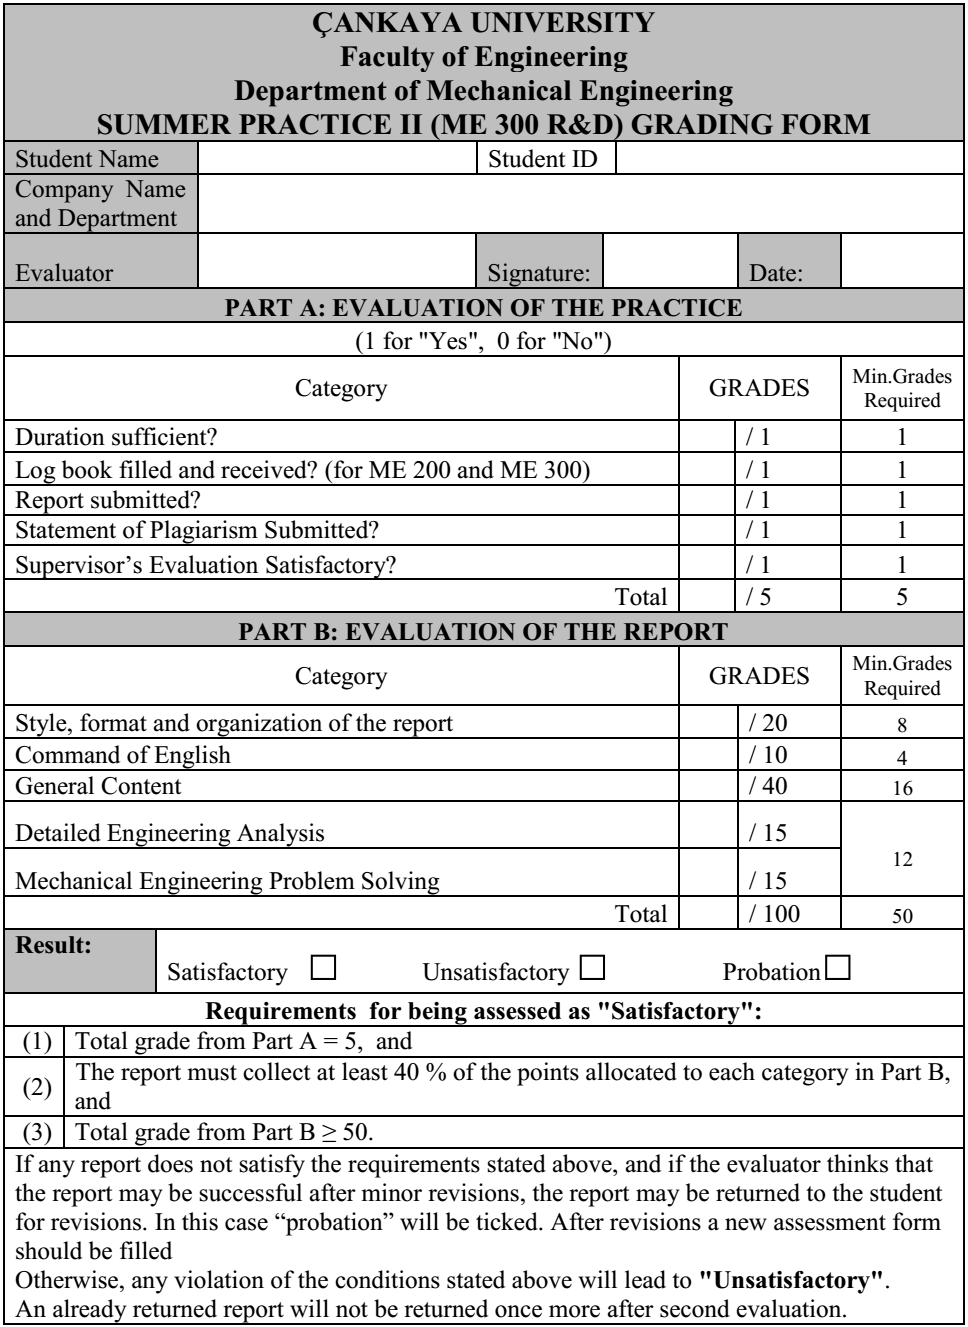 ÇANKAYA UNIVERSITY
Faculty of Engineering
Department of Mechanical Engineering
SUMMER PRACTICE II (ME 300 R&D) GRADING FORM
Student Name Student ID
Company Name
and Department
Evaluator Signature: Date:
PART A: EVALUATION OF THE PRACTICE
(1 for "Yes", 0 for "No")
Category GRADES Min.Grades
Required
Duration sufficient? / 1 1
Log book filled and received? (for ME 200 and ME 300) / 1 1
Report submitted? / 1 1
Statement of Plagiarism Submitted? / 1 1
Supervisor’s Evaluation Satisfactory? / 1 1
Total / 5 5
PART B: EVALUATION OF THE REPORT
Category GRADES Min.Grades
Required
Style, format and organization of the report / 20 8
Command of English / 10 4
General Content / 40 16
Detailed Engineering Analysis / 15
12
Mechanical Engineering Problem Solving / 15
Total / 100 50
Result:
Satisfactory Unsatisfactory Probation
Requirements for being assessed as "Satisfactory":
(1) Total grade from Part A = 5, and
(2) The report must collect at least 40 % of the points allocated to each category in Part B,
and
(3) Total grade from Part B ≥ 50.
If any report does not satisfy the requirements stated above, and if the evaluator thinks that
the report may be successful after minor revisions, the report may be returned to the student
for revisions. In this case “probation” will be ticked. After revisions a new assessment form
should be filled
Otherwise, any violation of the conditions stated above will lead to "Unsatisfactory".
An already returned report will not be returned once more after second evaluation.